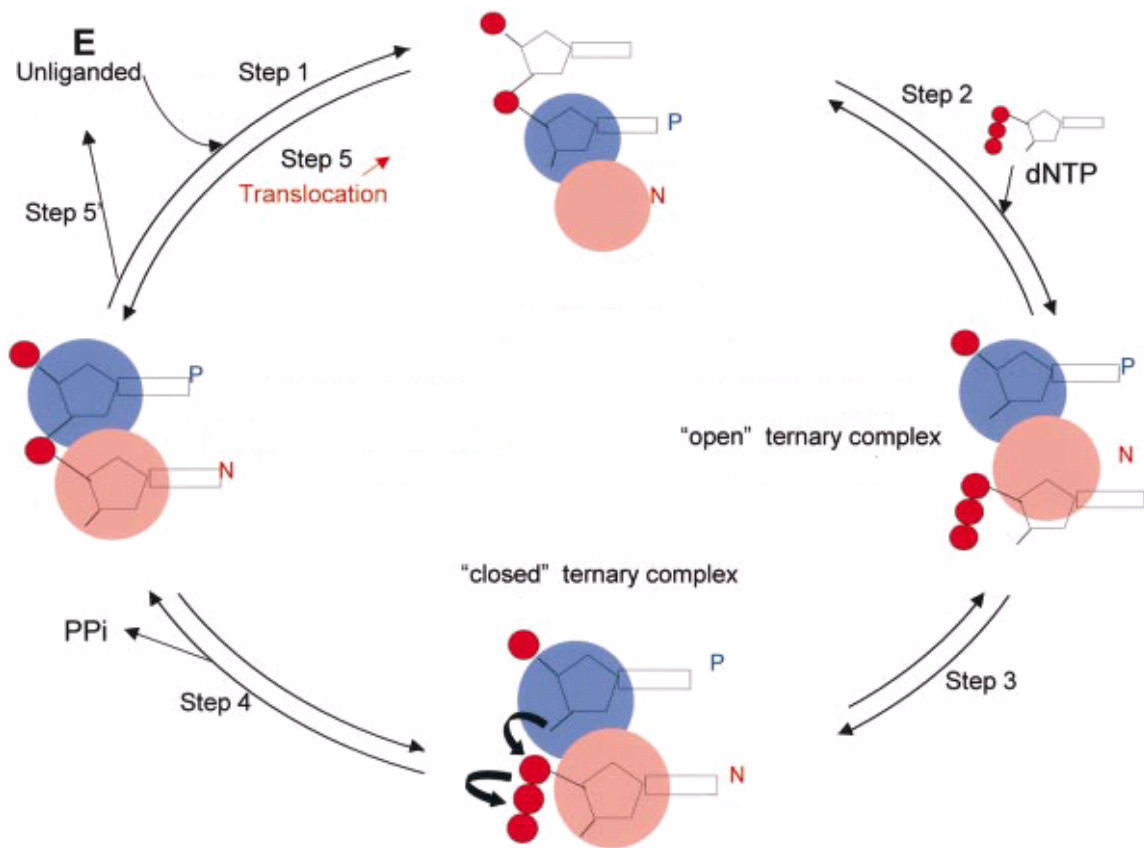 E
Unliganded
Step 1
Step 2
P
Step 5
Translocation
N
dNTP
Step 5'
P
P
"open" ternary complex
N
N
"closed" ternary complex
PPi
P
Step 3
Step 4
N